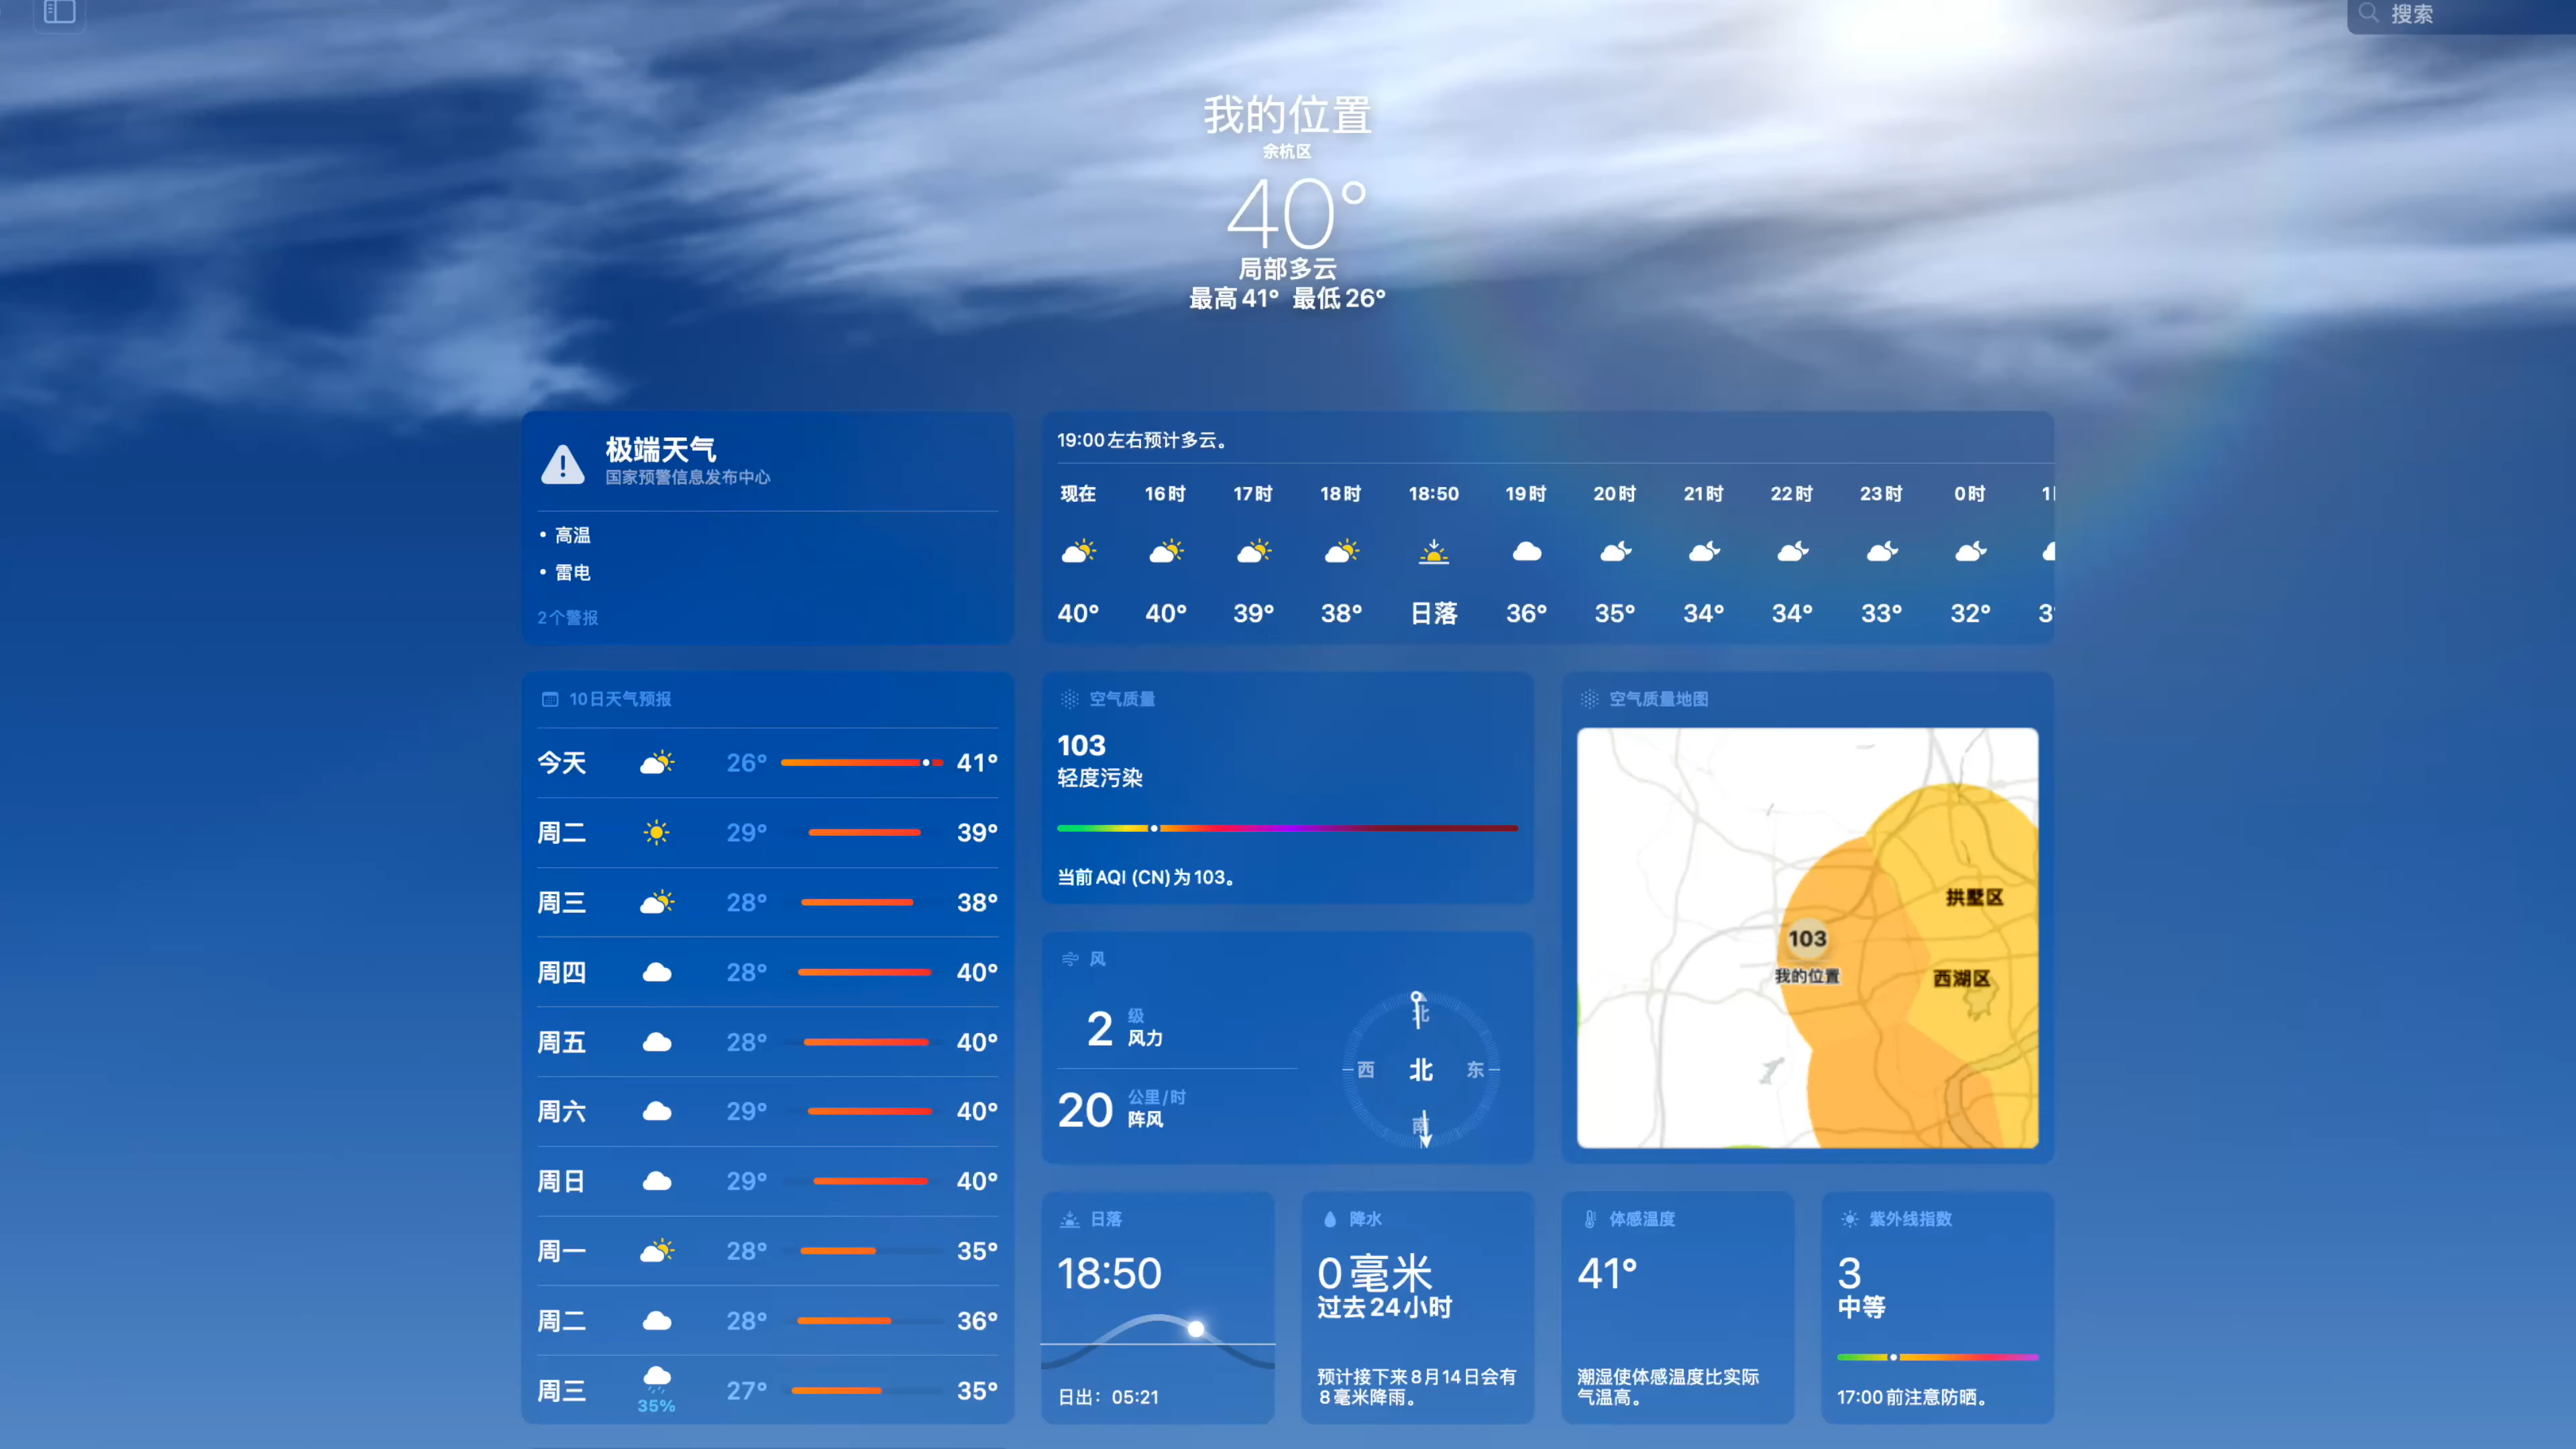 搜索
我的位置
余杭区
40°
局部多云
最高41° 最低26°
极端天气
国家预警信息发布中心
• 高温
• 雷电
2个警报
19:00左右预计多云。
现在 16时 17时 18时 18:50 19时 20时 21时 22时 23时 0时
40° 40° 39° 38° 日落 36° 35° 34° 34° 33° 32°
10日天气预报
今天 26° 41°
周二 29° 39°
周三 28° 38°
周四 28° 40°
周五 28° 40°
周六 29° 40°
周日 29° 40°
周一 28° 35°
周二 28° 36°
周三 35% 27° 35°
空气质量
103
轻度污染
当前 AQI (CN) 为 103。
空气质量地图
拱墅区
103
我的位置
西湖区
风
2 级
风力
20 公里/时
阵风
北
西 北 东
南
日落
18:50
日出：05:21
降水
0毫米
过去24小时
预计接下来8月14日会有
8毫米降雨。
体感温度
41°
潮湿使体感温度比实际
气温高。
紫外线指数
3
中等
17:00前注意防晒。